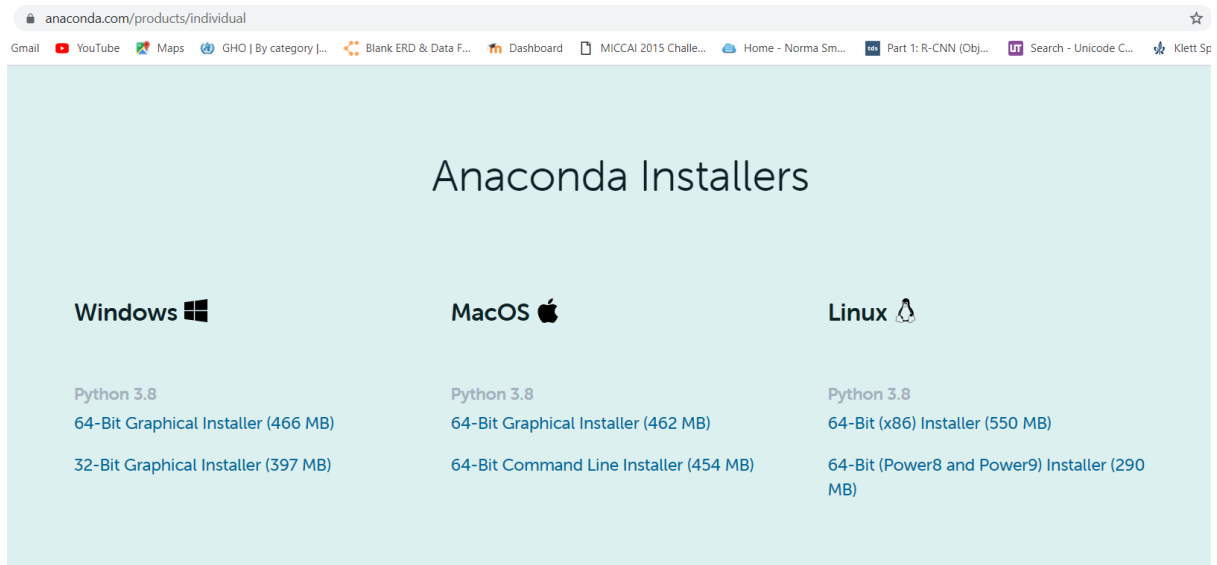 anaconda.com/products/individual
Gmail YouTube Maps GHO | By category |... Blank ERD & Data F... Dashboard MICCAI 2015 Challe... Home - Norma Sm... tds Part 1: R-CNN (Obj... UT Search - Unicode C... Klett Sp
Anaconda Installers
Windows MacOS Linux
Python 3.8 Python 3.8 Python 3.8
64-Bit Graphical Installer (466 MB) 64-Bit Graphical Installer (462 MB) 64-Bit (x86) Installer (550 MB)
32-Bit Graphical Installer (397 MB) 64-Bit Command Line Installer (454 MB) 64-Bit (Power8 and Power9) Installer (290
MB)